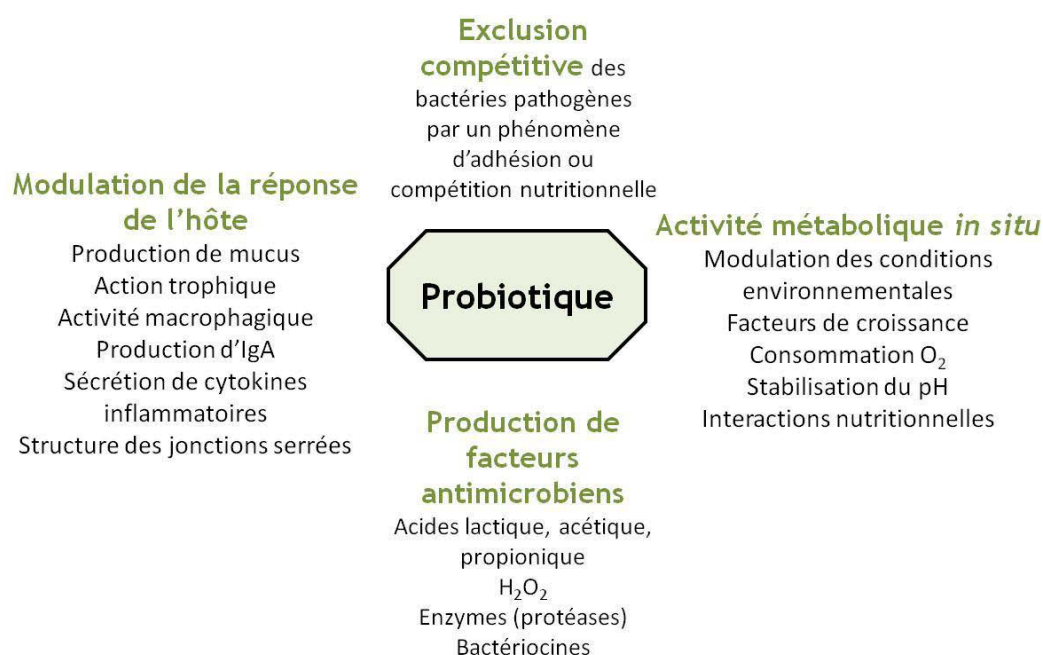 Exclusion
compétitive des
bactéries pathogènes
par un phénomène
d'adhésion ou
compétition nutritionnelle
Modulation de la réponse
de l'hôte
Production de mucus
Action trophique
Activité macrophagique
Production d'IgA
Sécrétion de cytokines
inflammatoires
Structure des jonctions serrées
Probiotique
Activité métabolique in situ
Modulation des conditions
environnementales
Facteurs de croissance
Consommation O₂
Stabilisation du pH
Interactions nutritionnelles
Production de
facteurs
antimicrobiens
Acides lactique, acétique,
propionique
H₂O₂
Enzymes (protéases)
Bactériocines